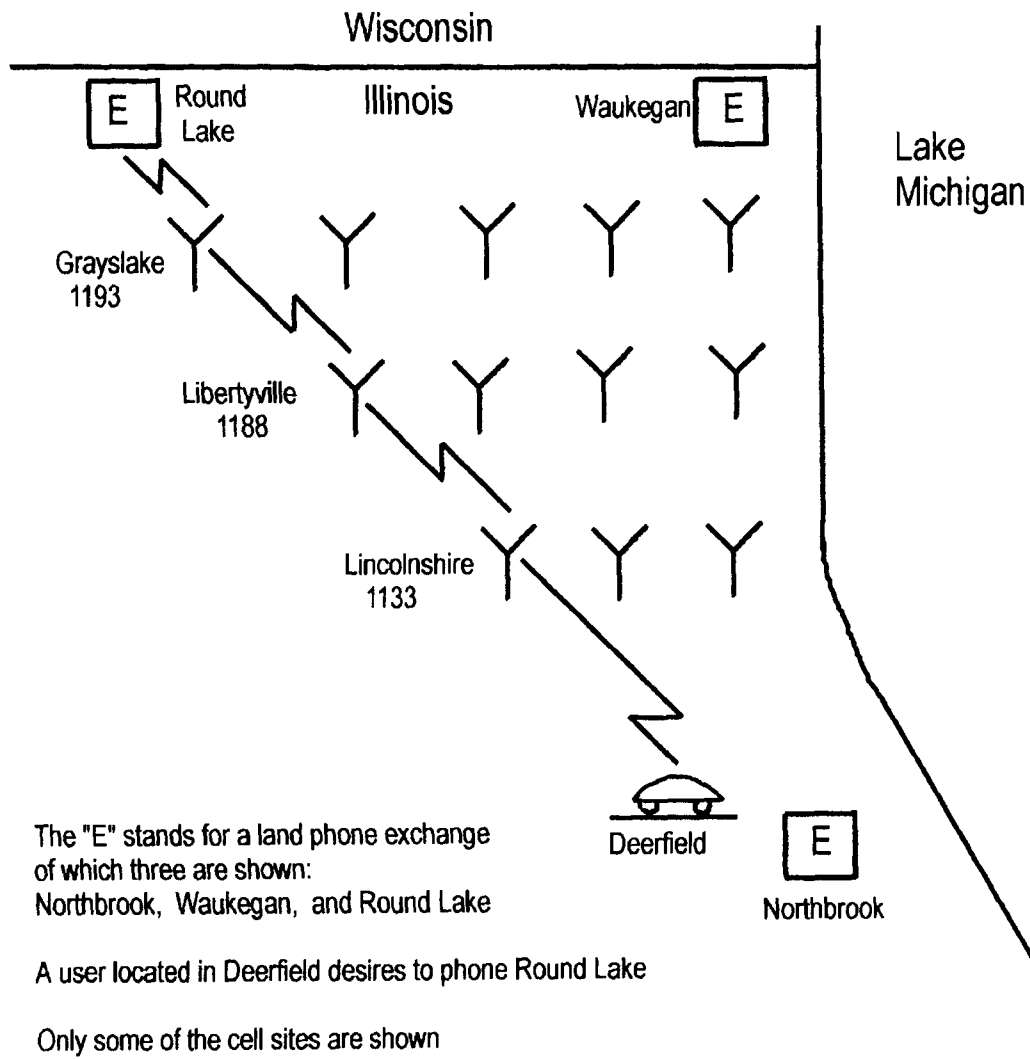 Wisconsin
E
Round
Lake
Illinois
Waukegan
E
Lake
Michigan
Grayslake
1193
Libertyville
1188
Lincolnshire
1133
Deerfield
E
Northbrook
The "E" stands for a land phone exchange
of which three are shown:
Northbrook, Waukegan, and Round Lake
A user located in Deerfield desires to phone Round Lake
Only some of the cell sites are shown